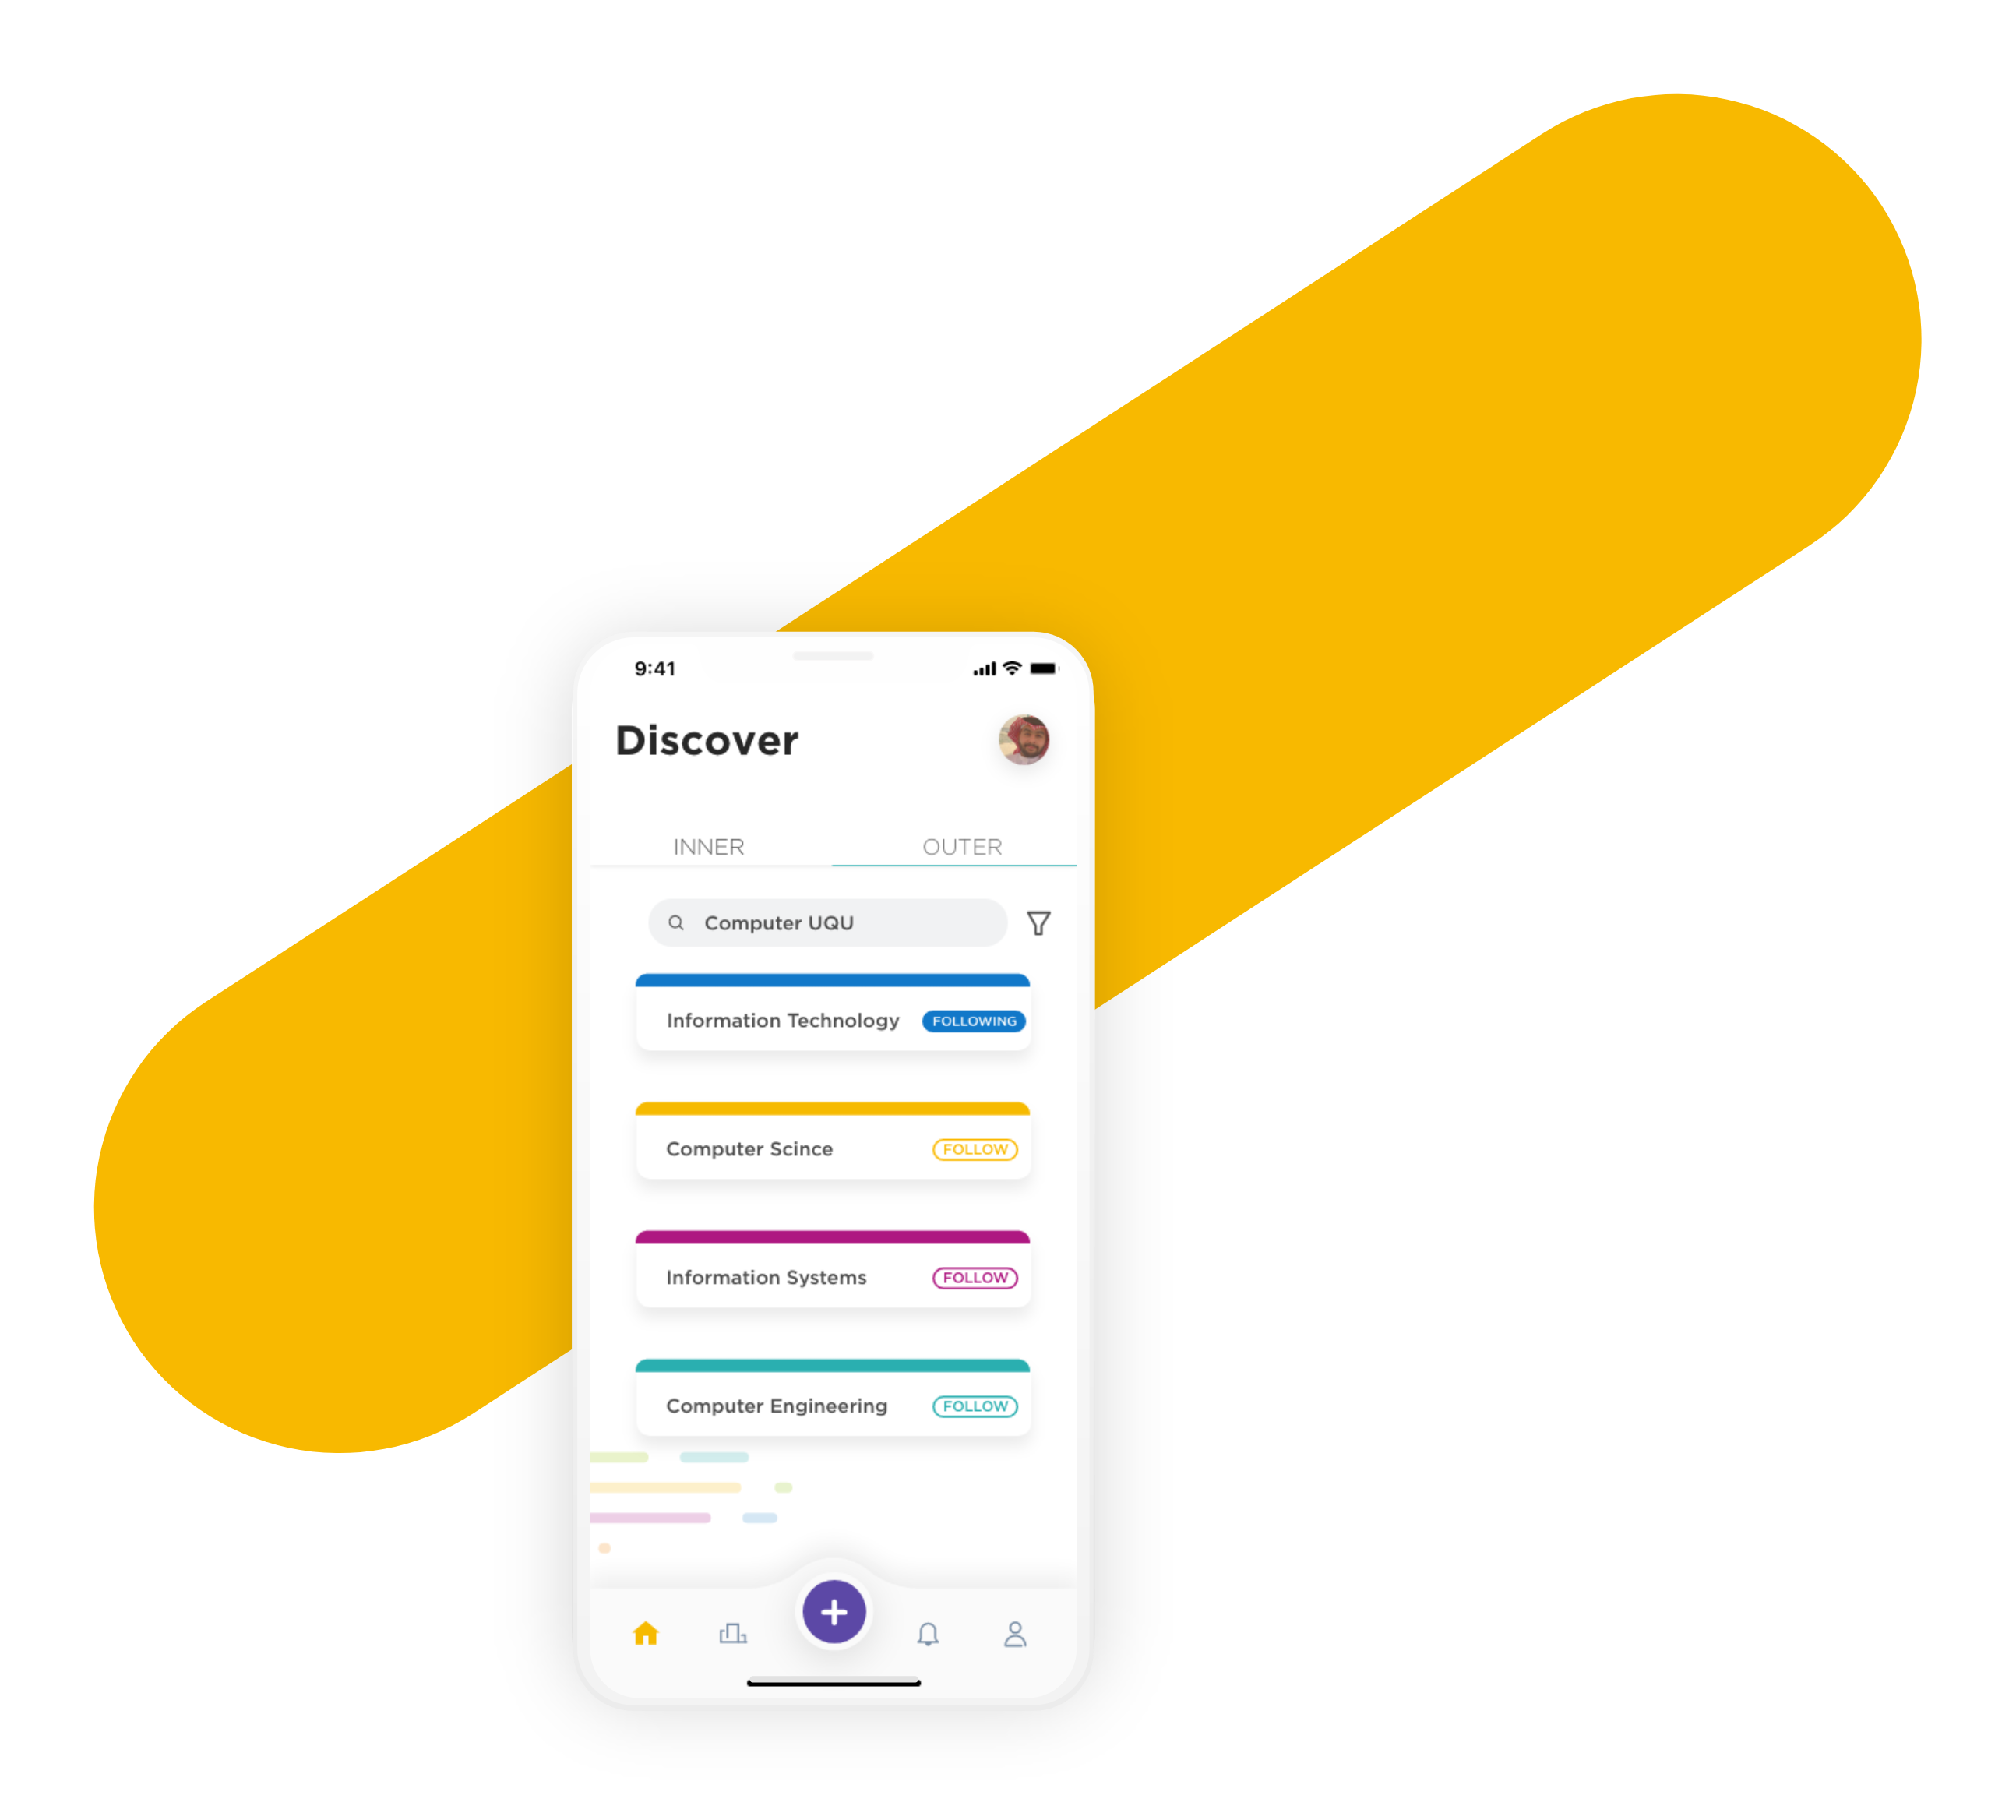 9:41
Discover
INNER OUTER
Computer UQU
Information Technology FOLLOWING
Computer Scince FOLLOW
Information Systems FOLLOW
Computer Engineering FOLLOW